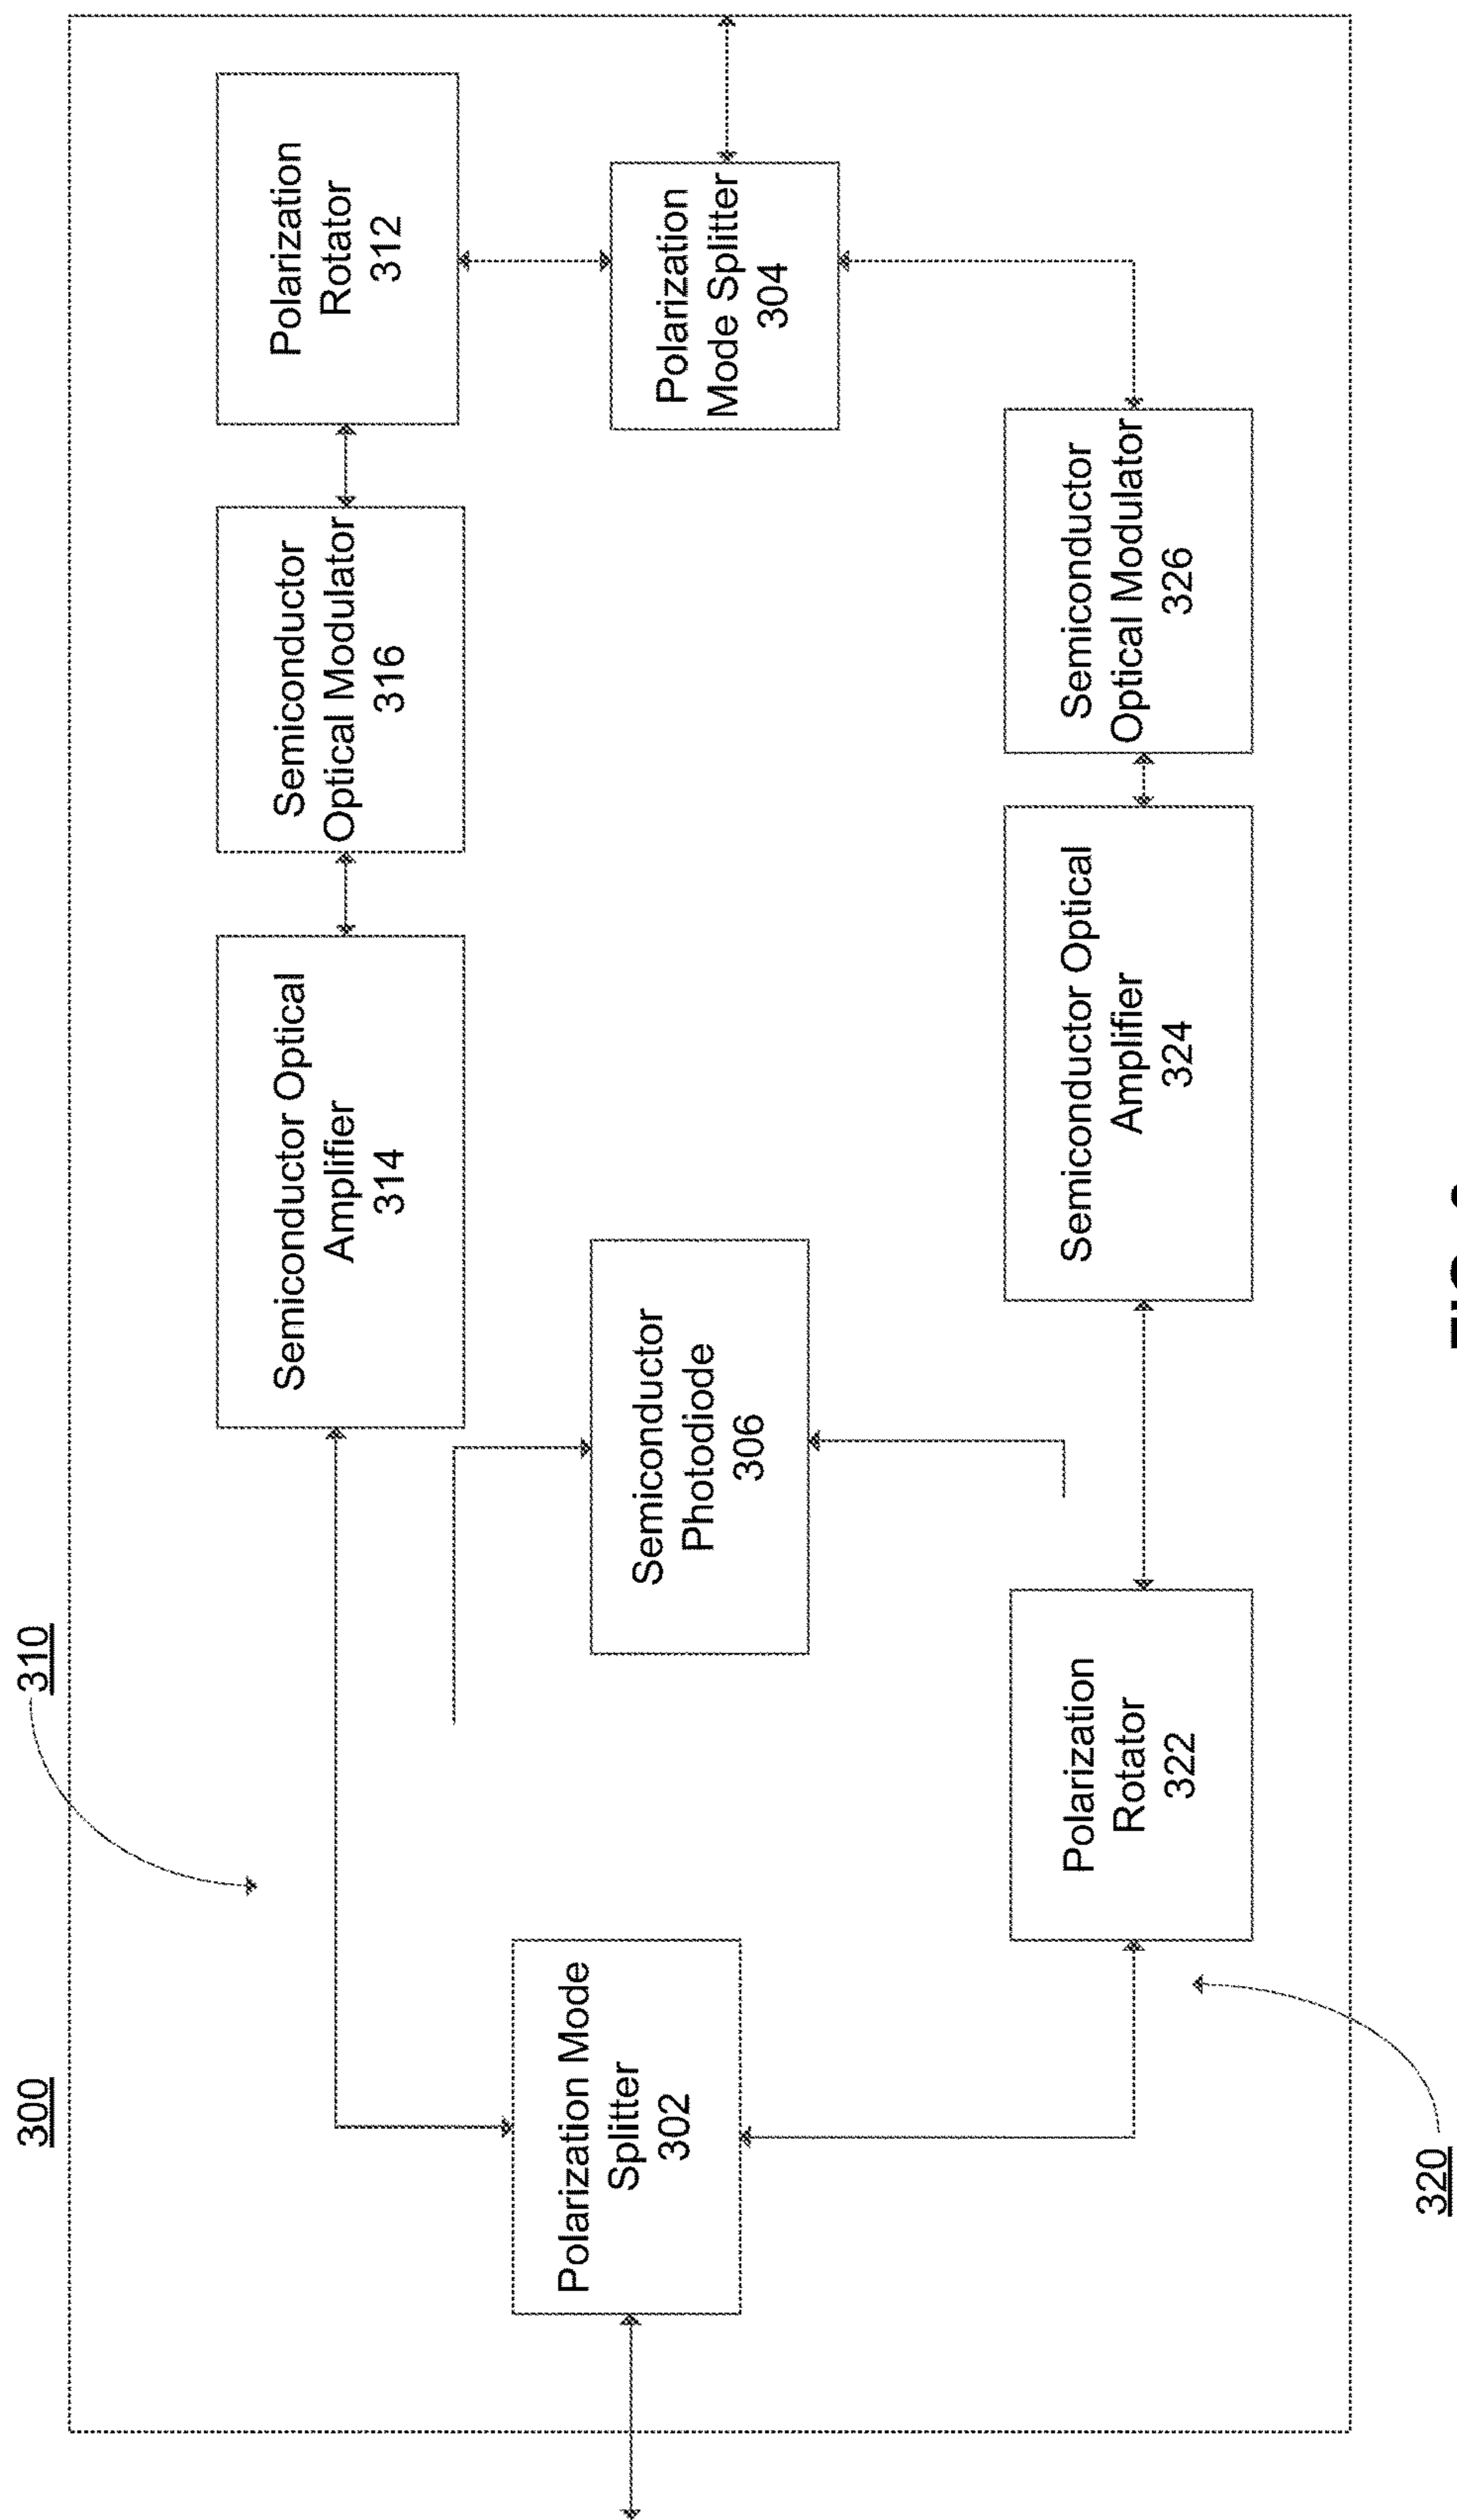 300
310
Polarization Mode
Splitter
302
Semiconductor Optical
Amplifier
314
Semiconductor
Optical Modulator
316
Polarization
Rotator
312
Semiconductor
Photodiode
306
Polarization
Mode Splitter
304
Polarization
Rotator
322
Semiconductor Optical
Amplifier
324
Semiconductor
Optical Modulator
326
320